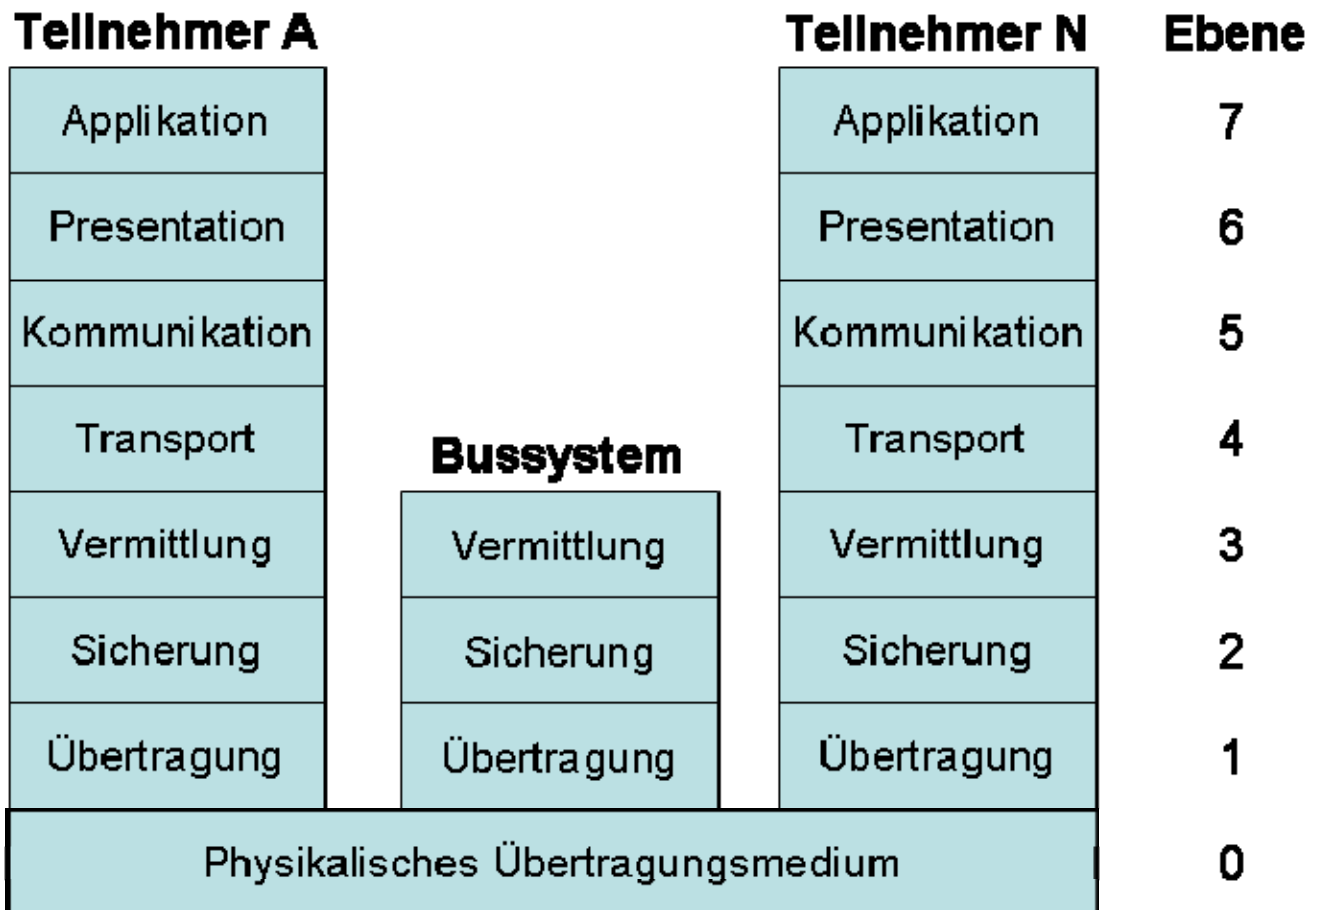 Teilnehmer A
Teilnehmer N
Ebene
Applikation
Applikation
7
Presentation
Presentation
6
Kommunikation
Kommunikation
5
Transport
Transport
4
Bussystem
Vermittlung
Vermittlung
Vermittlung
3
Sicherung
Sicherung
Sicherung
2
Übertragung
Übertragung
Übertragung
1
Physikalisches Übertragungsmedium
0